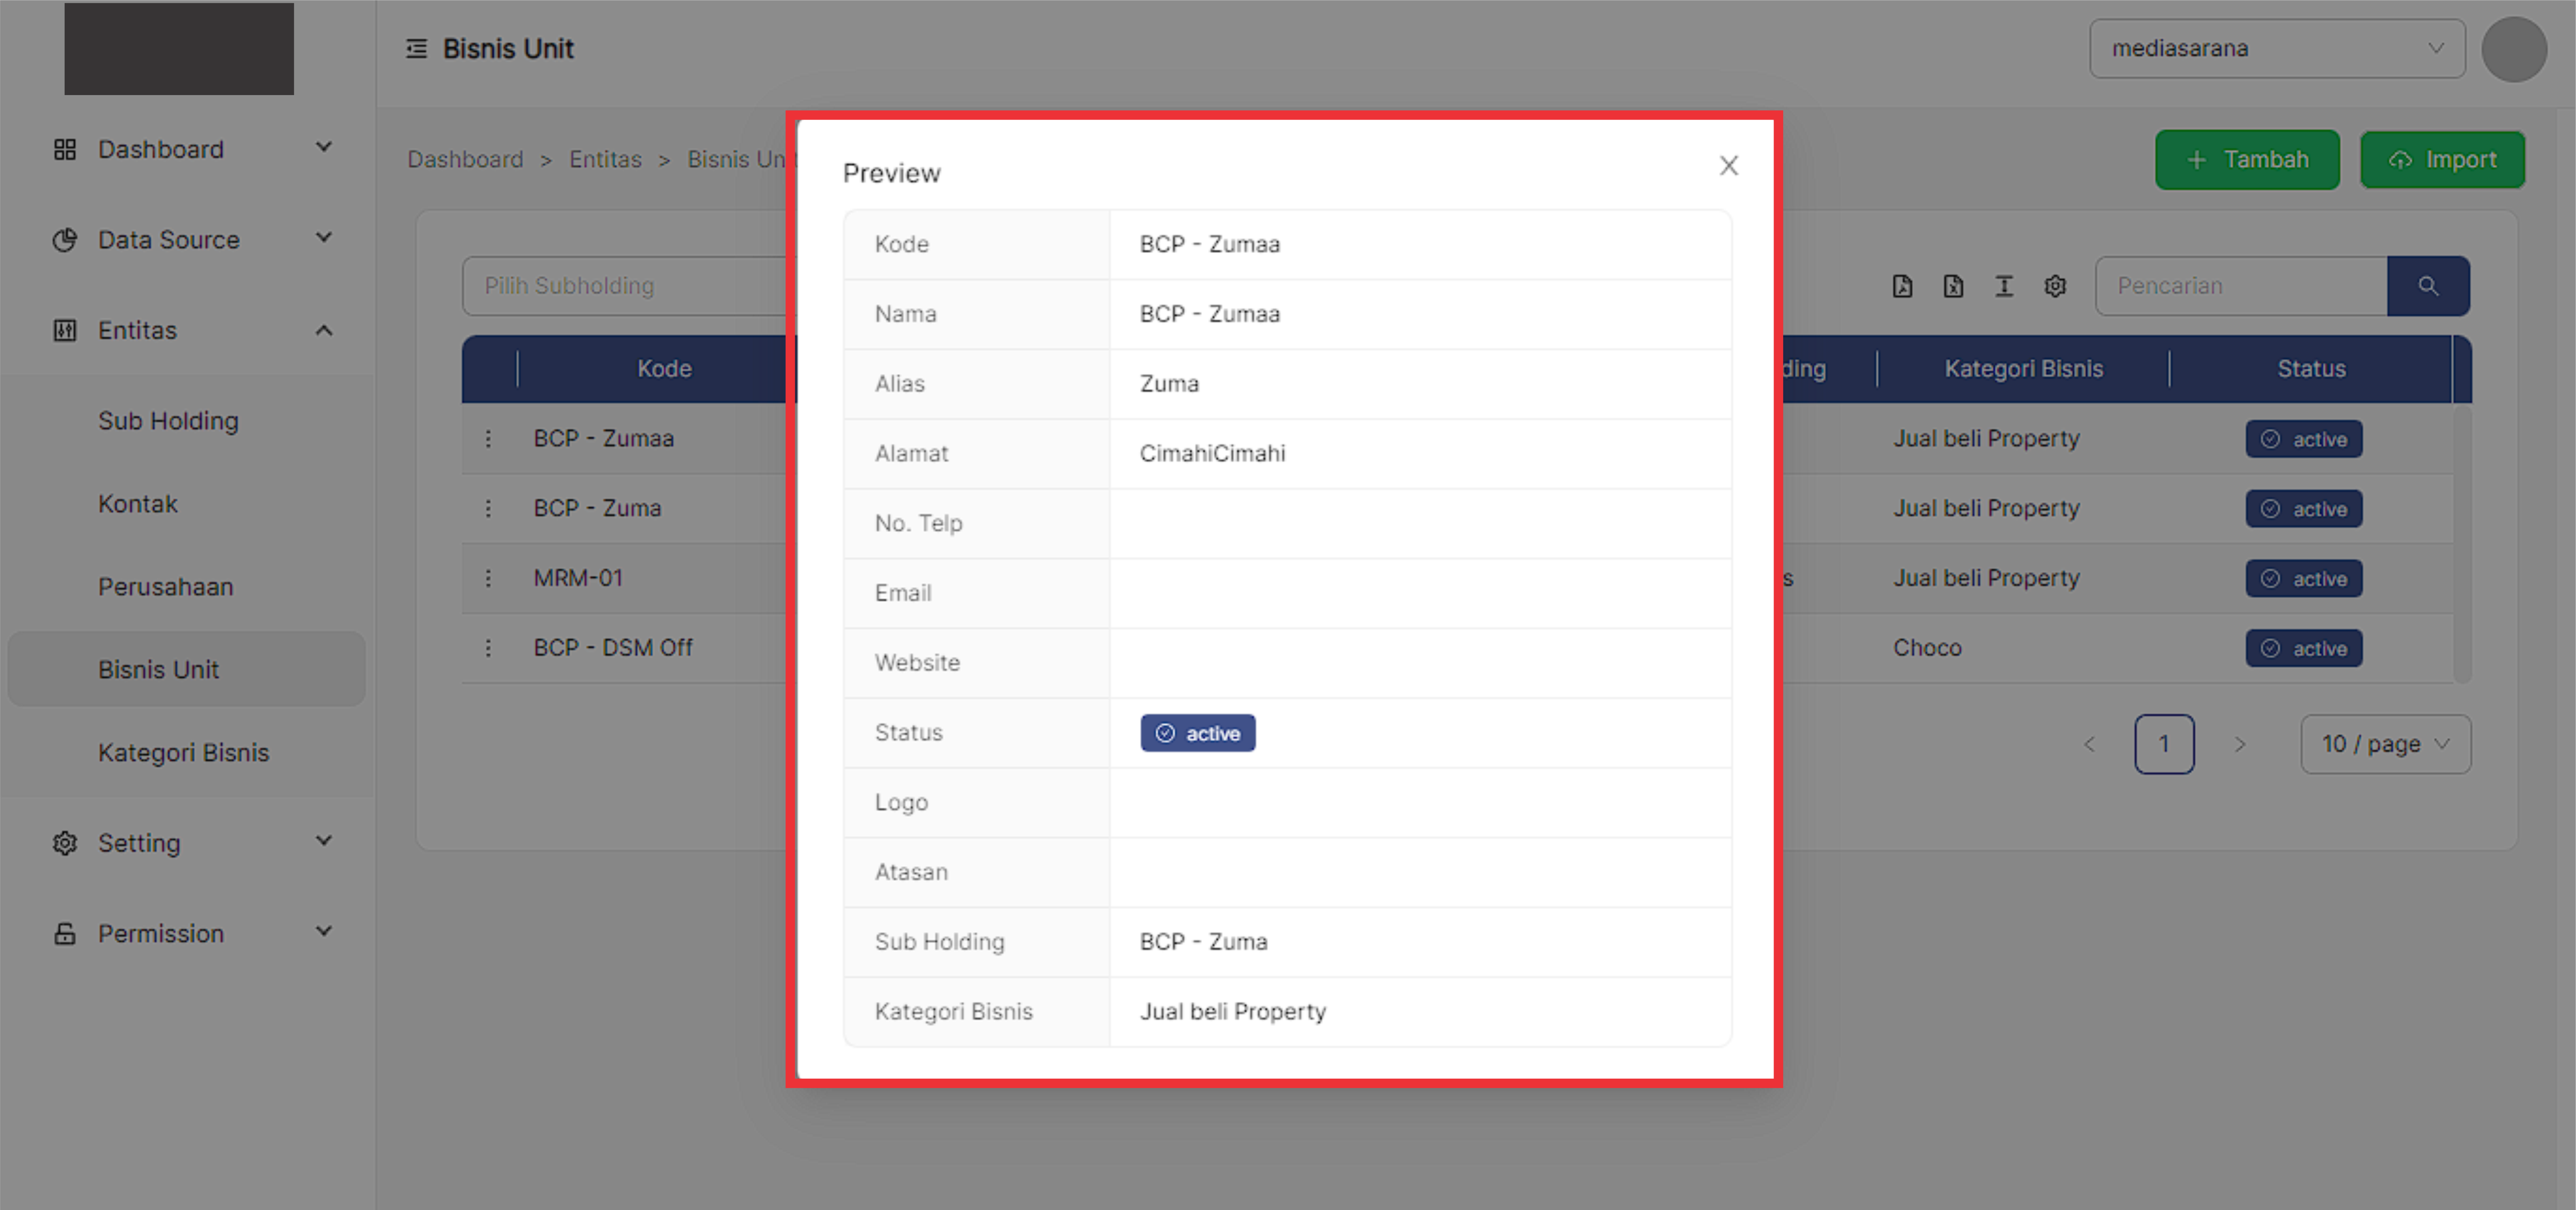 Bisnis Unit
mediasarana
Dashboard
Data Source
Entitas
Sub Holding
Kontak
Perusahaan
Bisnis Unit
Kategori Bisnis
Setting
Permission
Dashboard > Entitas > Bisnis Unit
+ Tambah
Import
Pilih Subholding
Pencarian
Kode
ding
Kategori Bisnis
Status
BCP - Zumaa
Jual beli Property
active
BCP - Zuma
Jual beli Property
active
MRM-01
s
Jual beli Property
active
BCP - DSM Off
Choco
active
< 1 >
10 / page
Preview
Kode BCP - Zumaa
Nama BCP - Zumaa
Alias Zuma
Alamat CimahiCimahi
No. Telp
Email
Website
Status active
Logo
Atasan
Sub Holding BCP - Zuma
Kategori Bisnis Jual beli Property